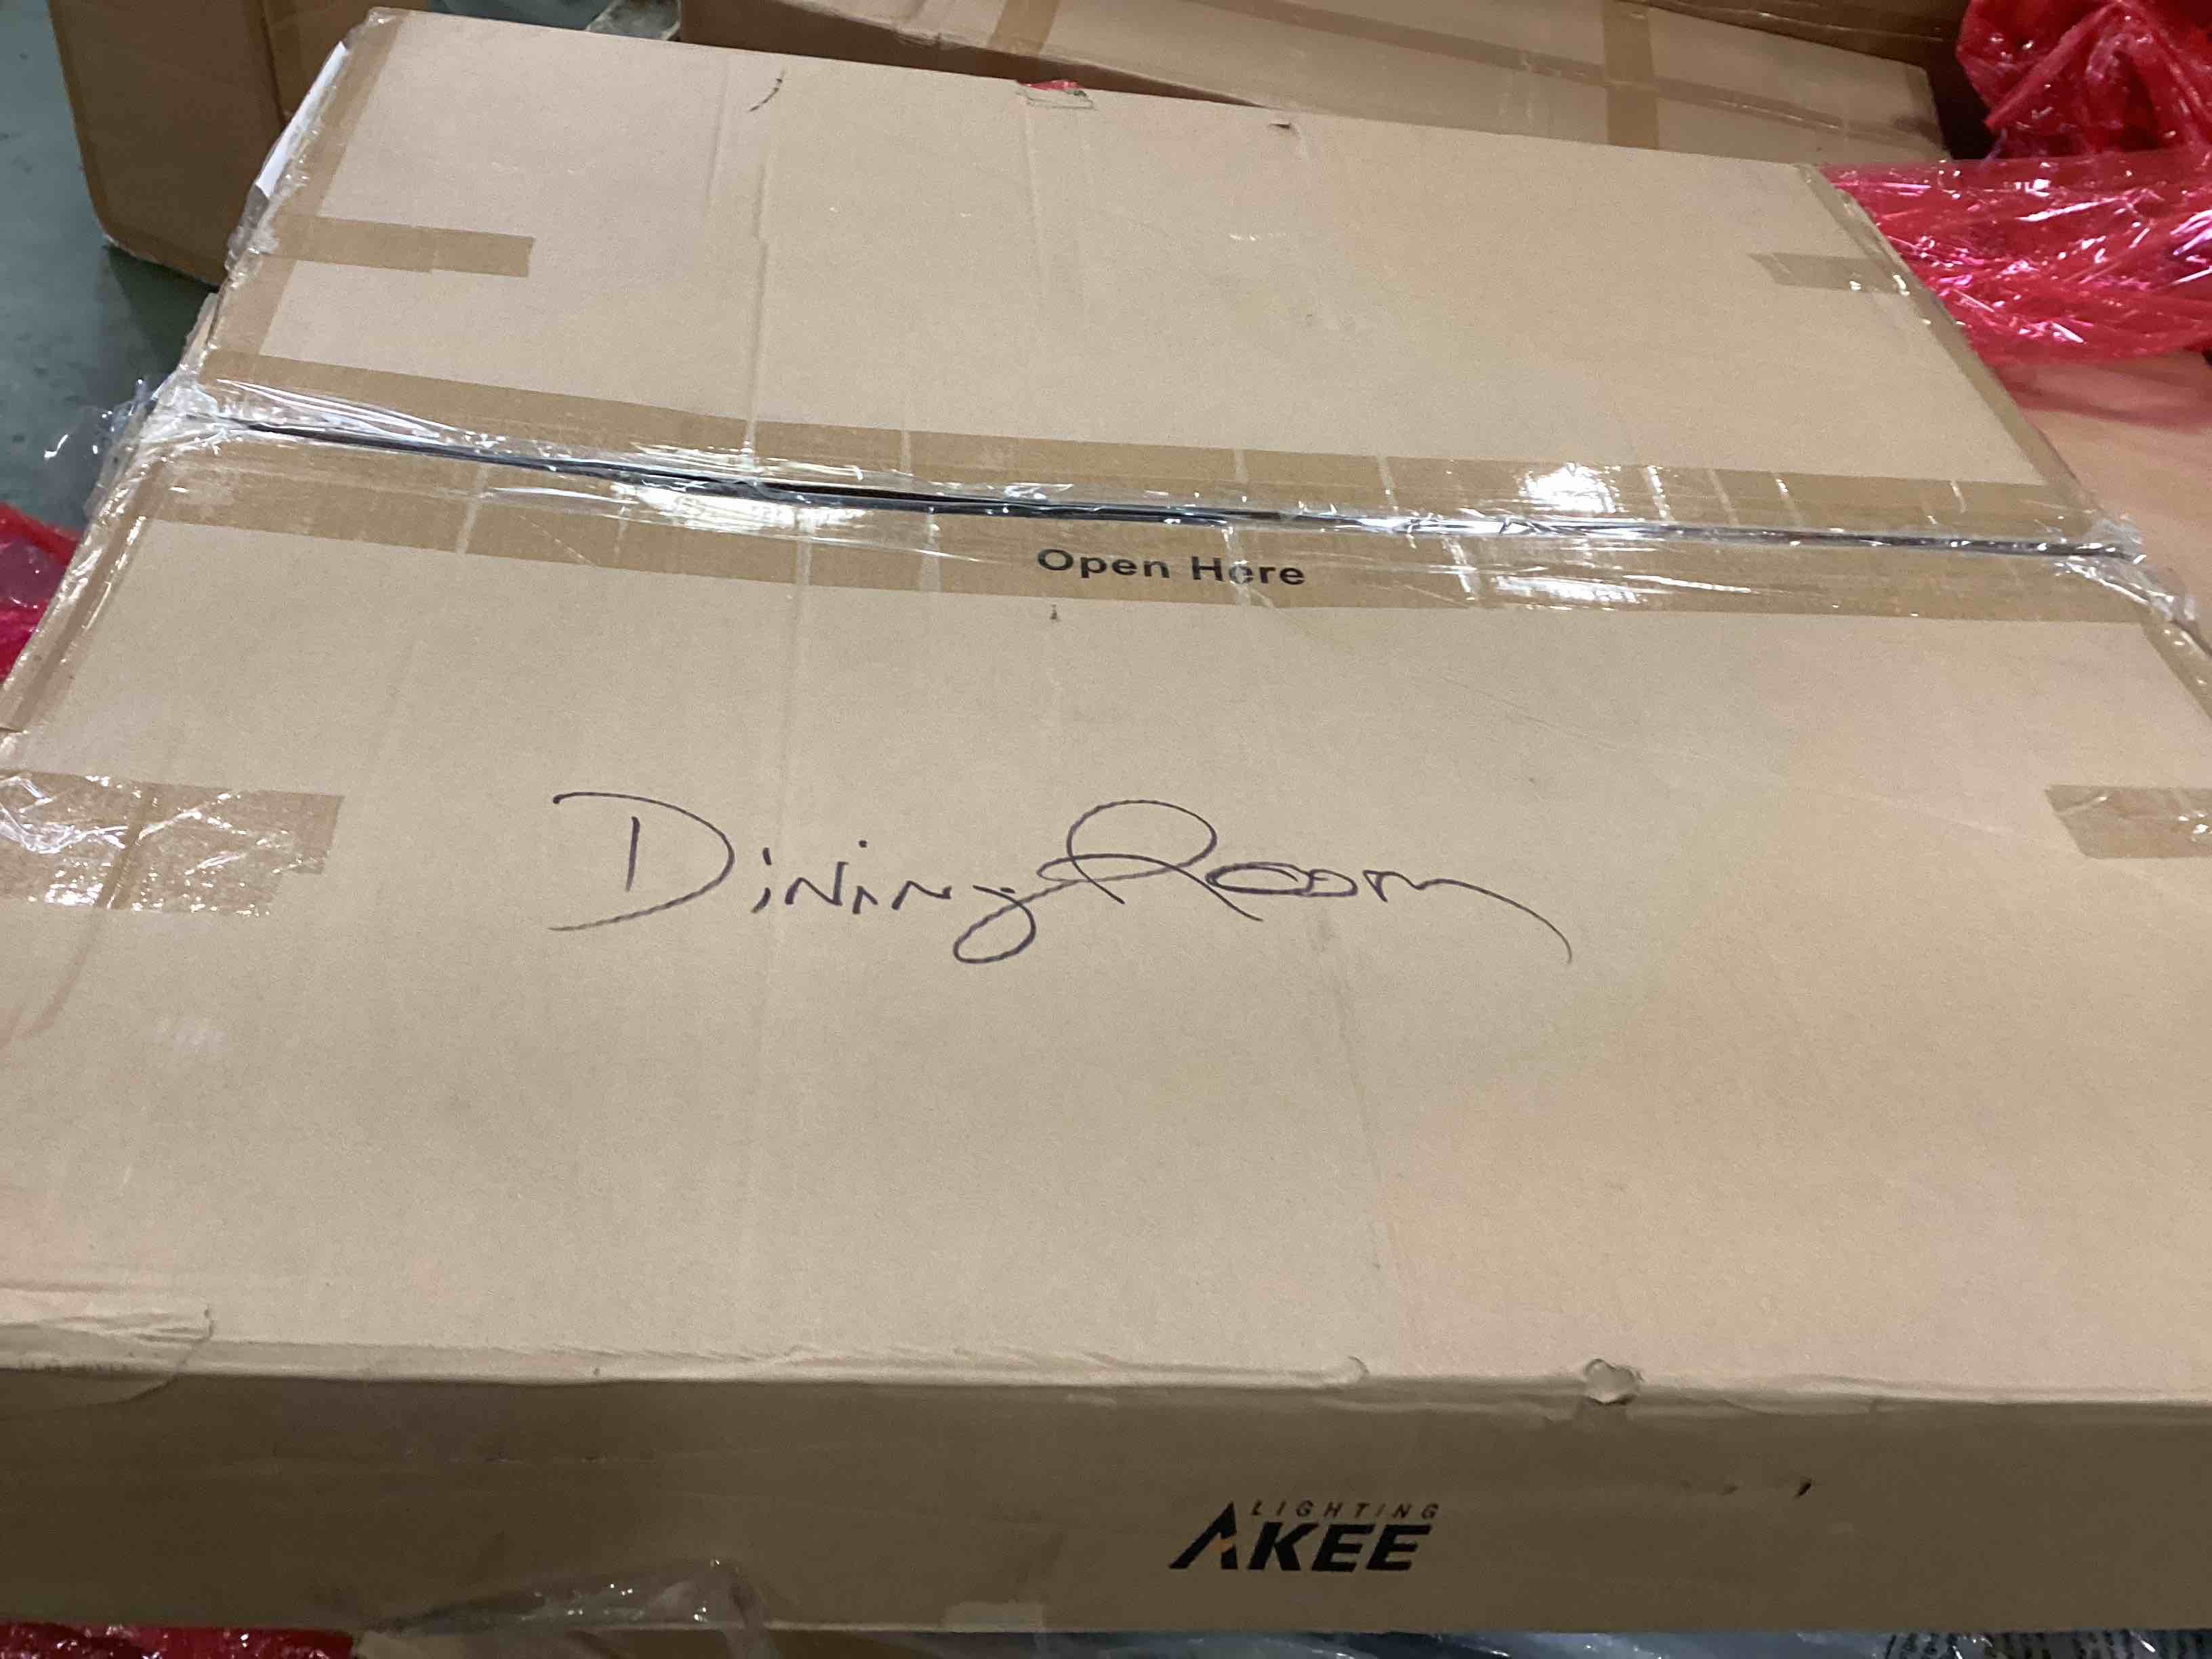 Open Here
Dining Room
LIGHTING
AKEE